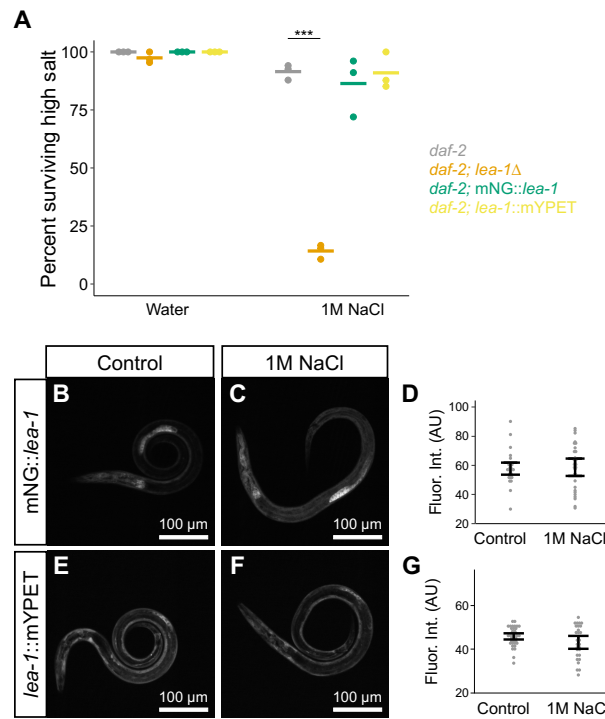 A
Percent surviving high salt
100
75
50
25
0
***
Water
1M NaCl
daf-2
daf-2; lea-1Δ
daf-2; mNG::lea-1
daf-2; lea-1::mYPET
Control
1M NaCl
mNG::lea-1
B
100 µm
C
100 µm
D
Fluor. Int. (AU)
100
80
60
40
20
Control
1M NaCl
lea-1::mYPET
E
100 µm
F
100 µm
G
Fluor. Int. (AU)
60
40
20
Control
1M NaCl